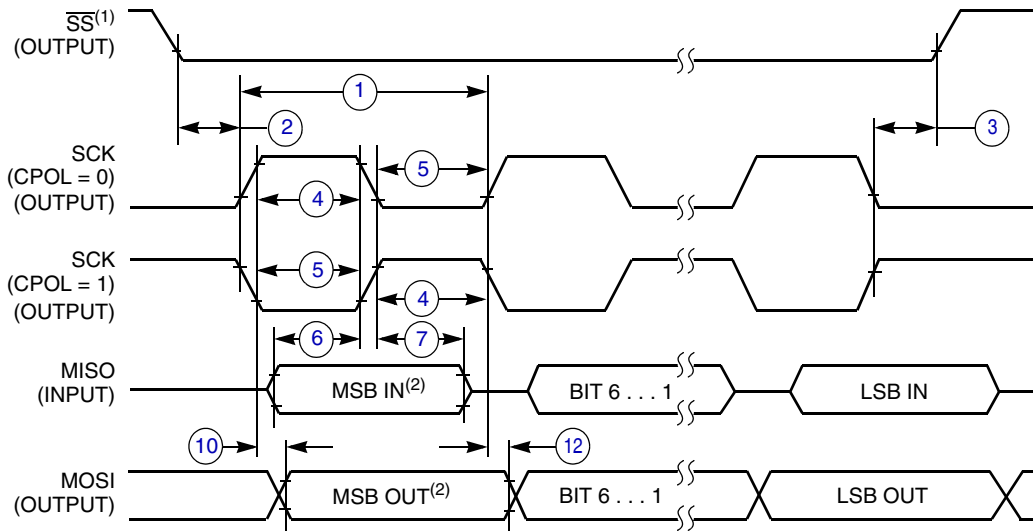 SS(1)
(OUTPUT)
1
2
3
SCK
(CPOL = 0)
(OUTPUT)
5
4
SCK
(CPOL = 1)
(OUTPUT)
5
4
6
7
MISO
(INPUT)
MSB IN(2)
BIT 6 . . . 1
LSB IN
10
12
MOSI
(OUTPUT)
MSB OUT(2)
BIT 6 . . . 1
LSB OUT